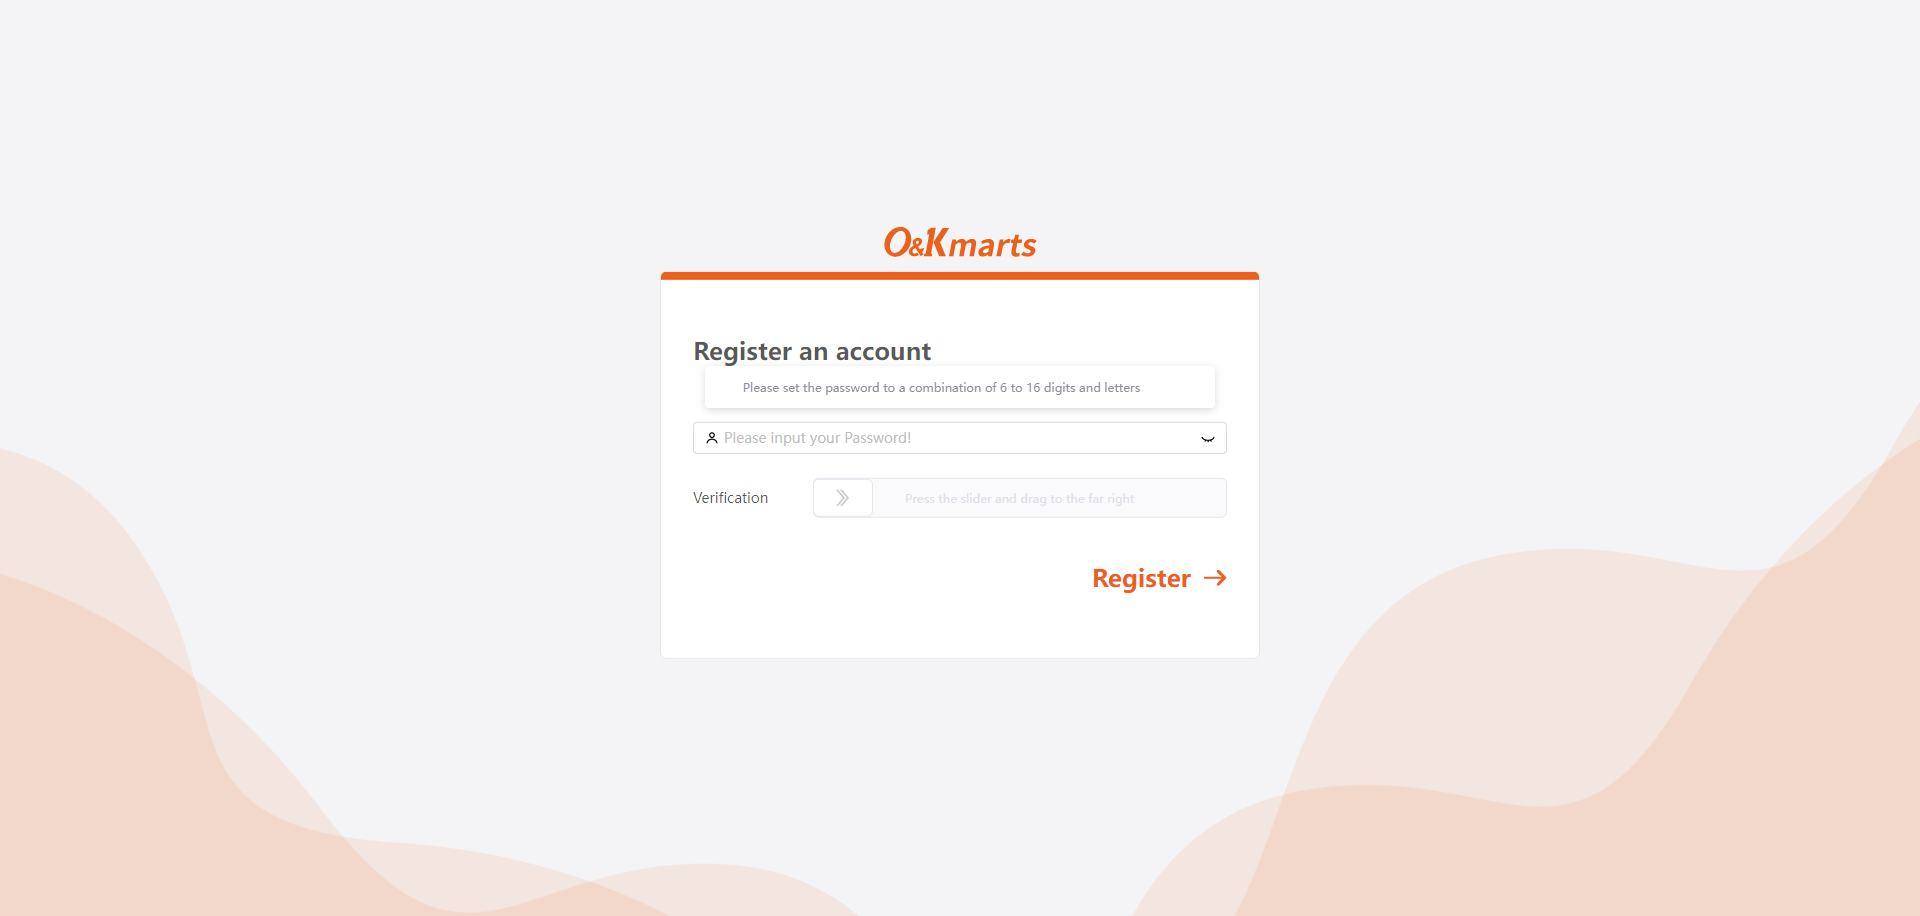 O&Kmarts
Register an account
Please set the password to a combination of 6 to 16 digits and letters
Please input your Password!
Verification
Press the slider and drag to the far right
Register